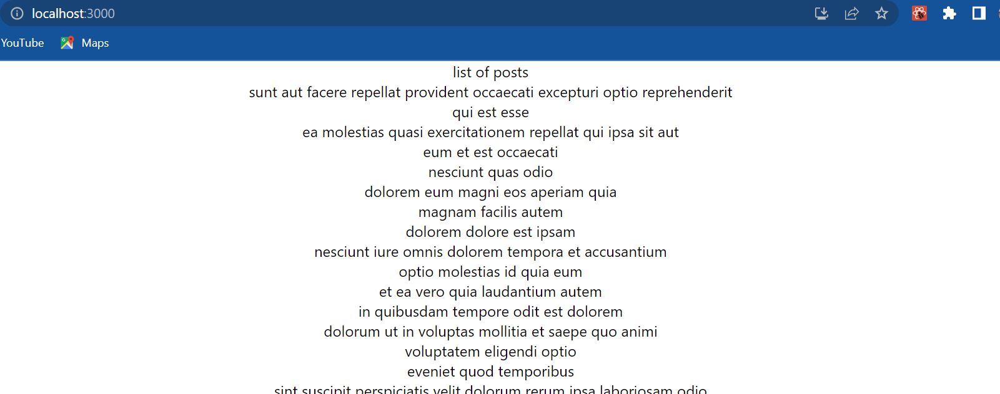 localhost:3000
YouTube Maps
list of posts
sunt aut facere repellat provident occaecati excepturi optio reprehenderit
qui est esse
ea molestias quasi exercitationem repellat qui ipsa sit aut
eum et est occaecati
nesciunt quas odio
dolorem eum magni eos aperiam quia
magnam facilis autem
dolorem dolore est ipsam
nesciunt iure omnis dolorem tempora et accusantium
optio molestias id quia eum
et ea vero quia laudantium autem
in quibusdam tempore odit est dolorem
dolorum ut in voluptas mollitia et saepe quo animi
voluptatem eligendi optio
eveniet quod temporibus
sint suscipit perspiciatis velit dolorum rerum ipsa laboriosam odio